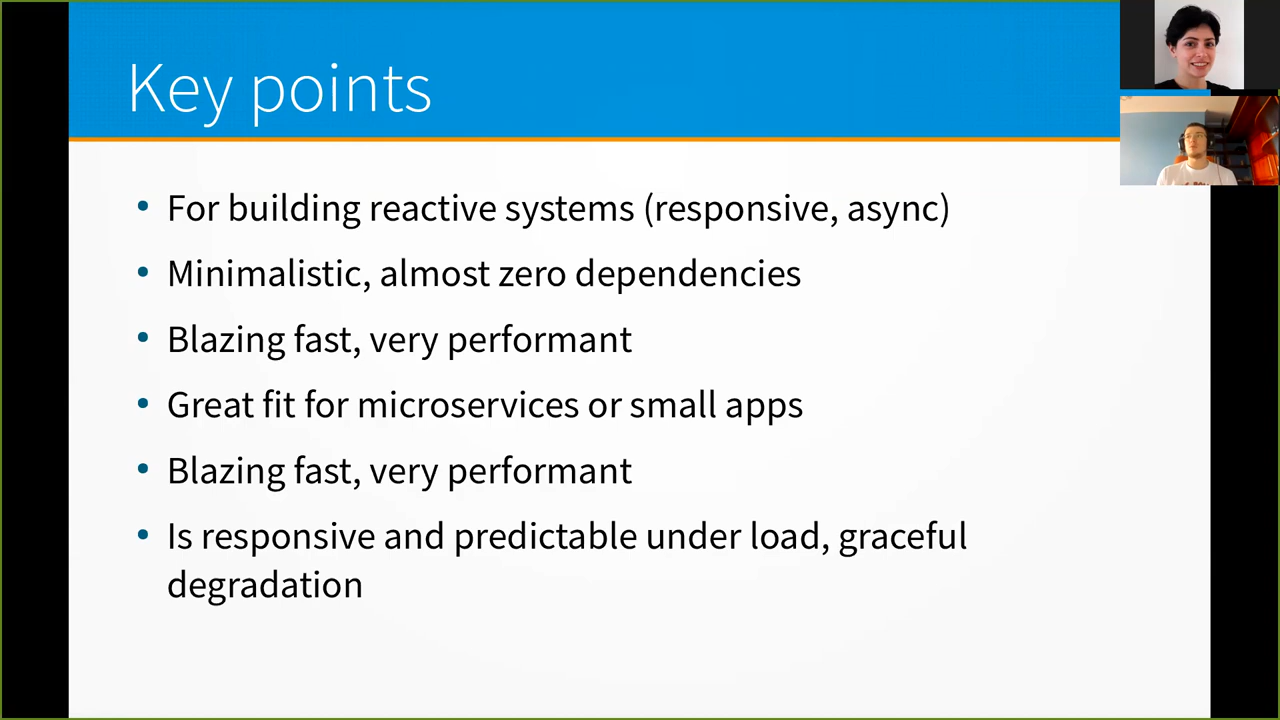 Key points
• For building reactive systems (responsive, async)
• Minimalistic, almost zero dependencies
• Blazing fast, very performant
• Great fit for microservices or small apps
• Blazing fast, very performant
• Is responsive and predictable under load, graceful
degradation